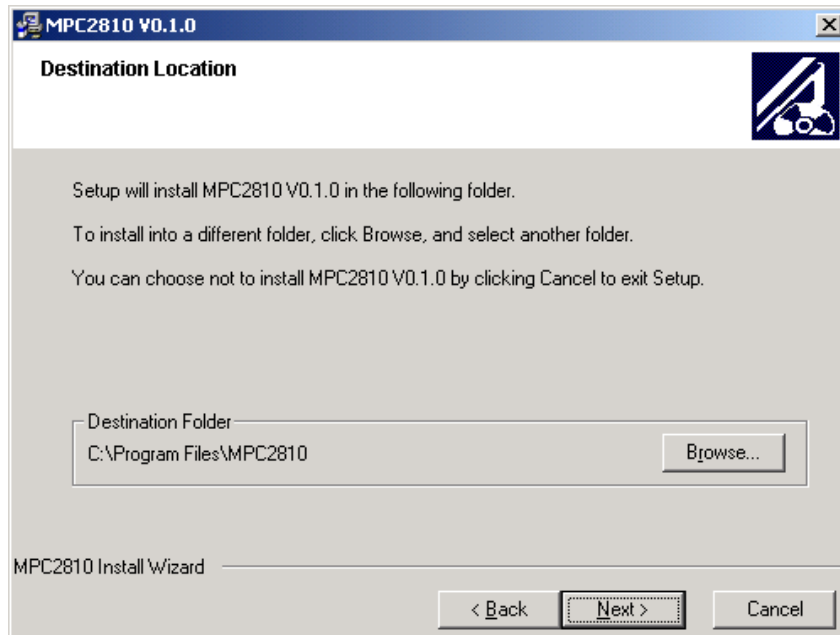 MPC2810 V0.1.0
Destination Location
Setup will install MPC2810 V0.1.0 in the following folder.
To install into a different folder, click Browse, and select another folder.
You can choose not to install MPC2810 V0.1.0 by clicking Cancel to exit Setup.
Destination Folder
C:\Program Files\MPC2810
Browse...
MPC2810 Install Wizard
< Back
Next >
Cancel